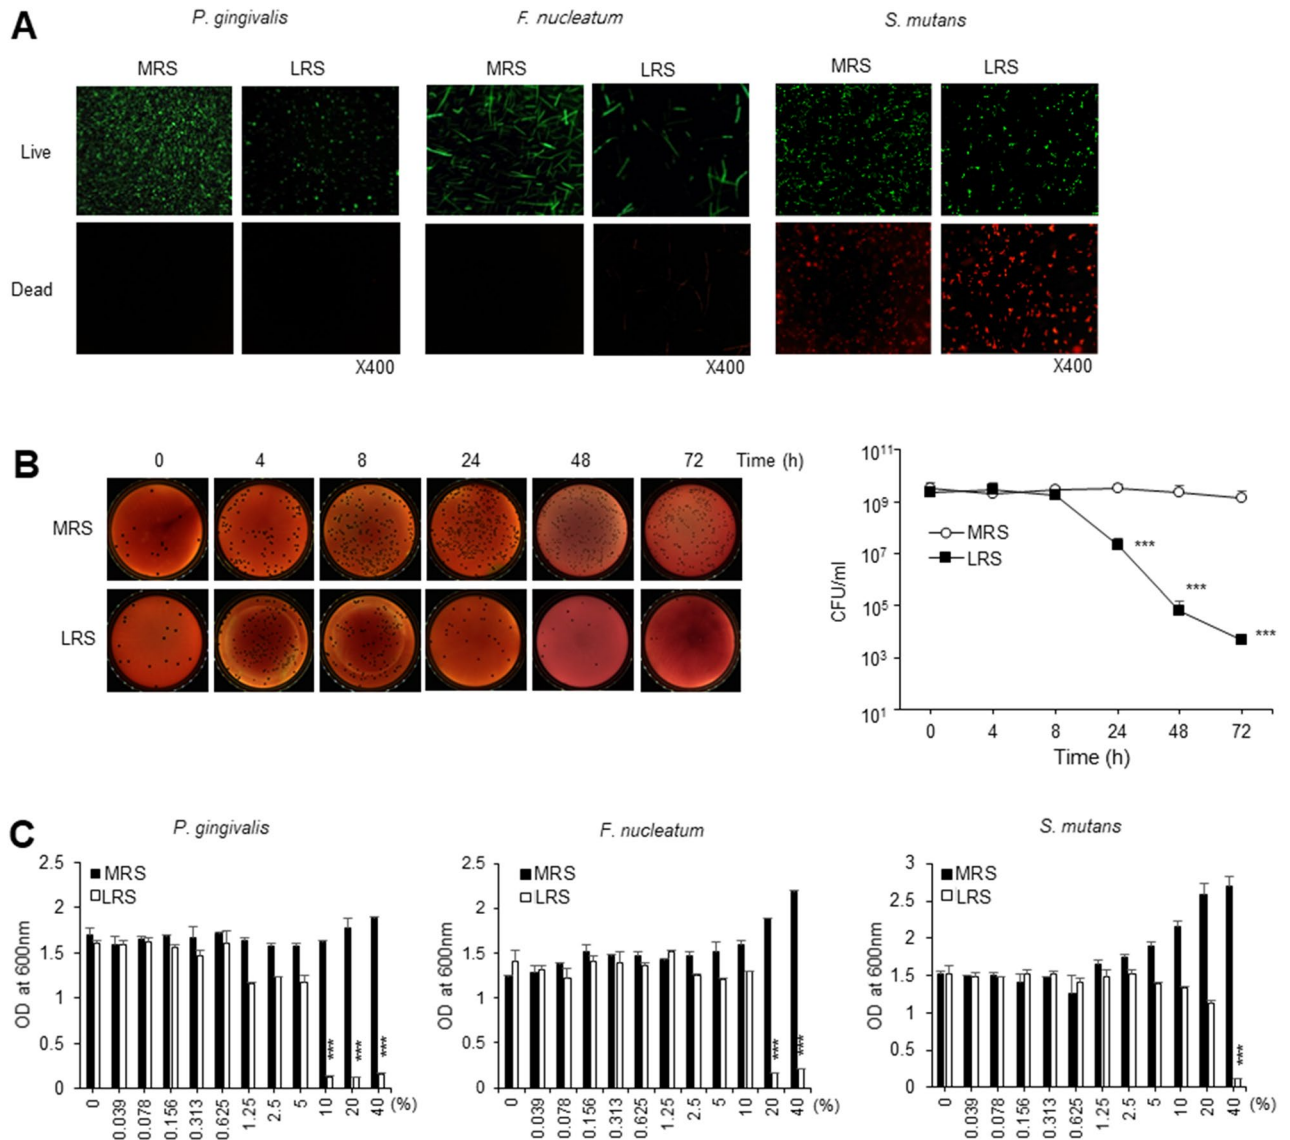 A
P. gingivalis
F. nucleatum
S. mutans
MRS LRS MRS LRS MRS LRS
Live
Dead
X400 X400 X400
B
0 4 8 24 48 72 Time (h)
MRS
LRS
CFU/ml
10¹¹
10⁹
10⁷
10⁵
10³
10¹
MRS
LRS
***
***
***
0 4 8 24 48 72
Time (h)
C
P. gingivalis
OD at 600nm
2.5
2
1.5
1
0.5
0
MRS
LRS
*** *** ***
0 0.039 0.078 0.156 0.313 0.625 1.25 2.5 5 10 20 40 (%)
F. nucleatum
OD at 600nm
2.5
2
1.5
1
0.5
0
MRS
LRS
*** ***
0 0.039 0.078 0.156 0.313 0.625 1.25 2.5 5 10 20 40 (%)
S. mutans
OD at 600nm
3
2.5
2
1.5
1
0.5
0
MRS
LRS
***
0 0.039 0.078 0.156 0.313 0.625 1.25 2.5 5 10 20 40 (%)